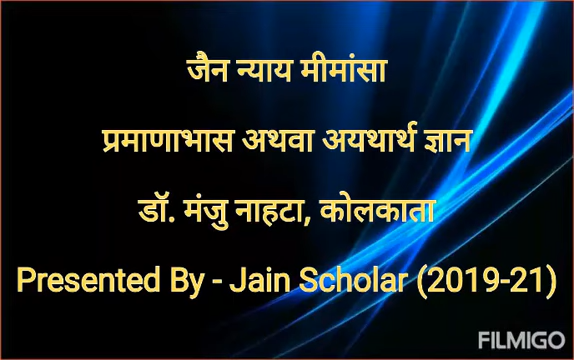 जैन न्याय मीमांसा
प्रमाणाभास अथवा अयथार्थ ज्ञान
डॉ. मंजु नाहटा, कोलकाता
Presented By - Jain Scholar (2019-21)
FILMIGO